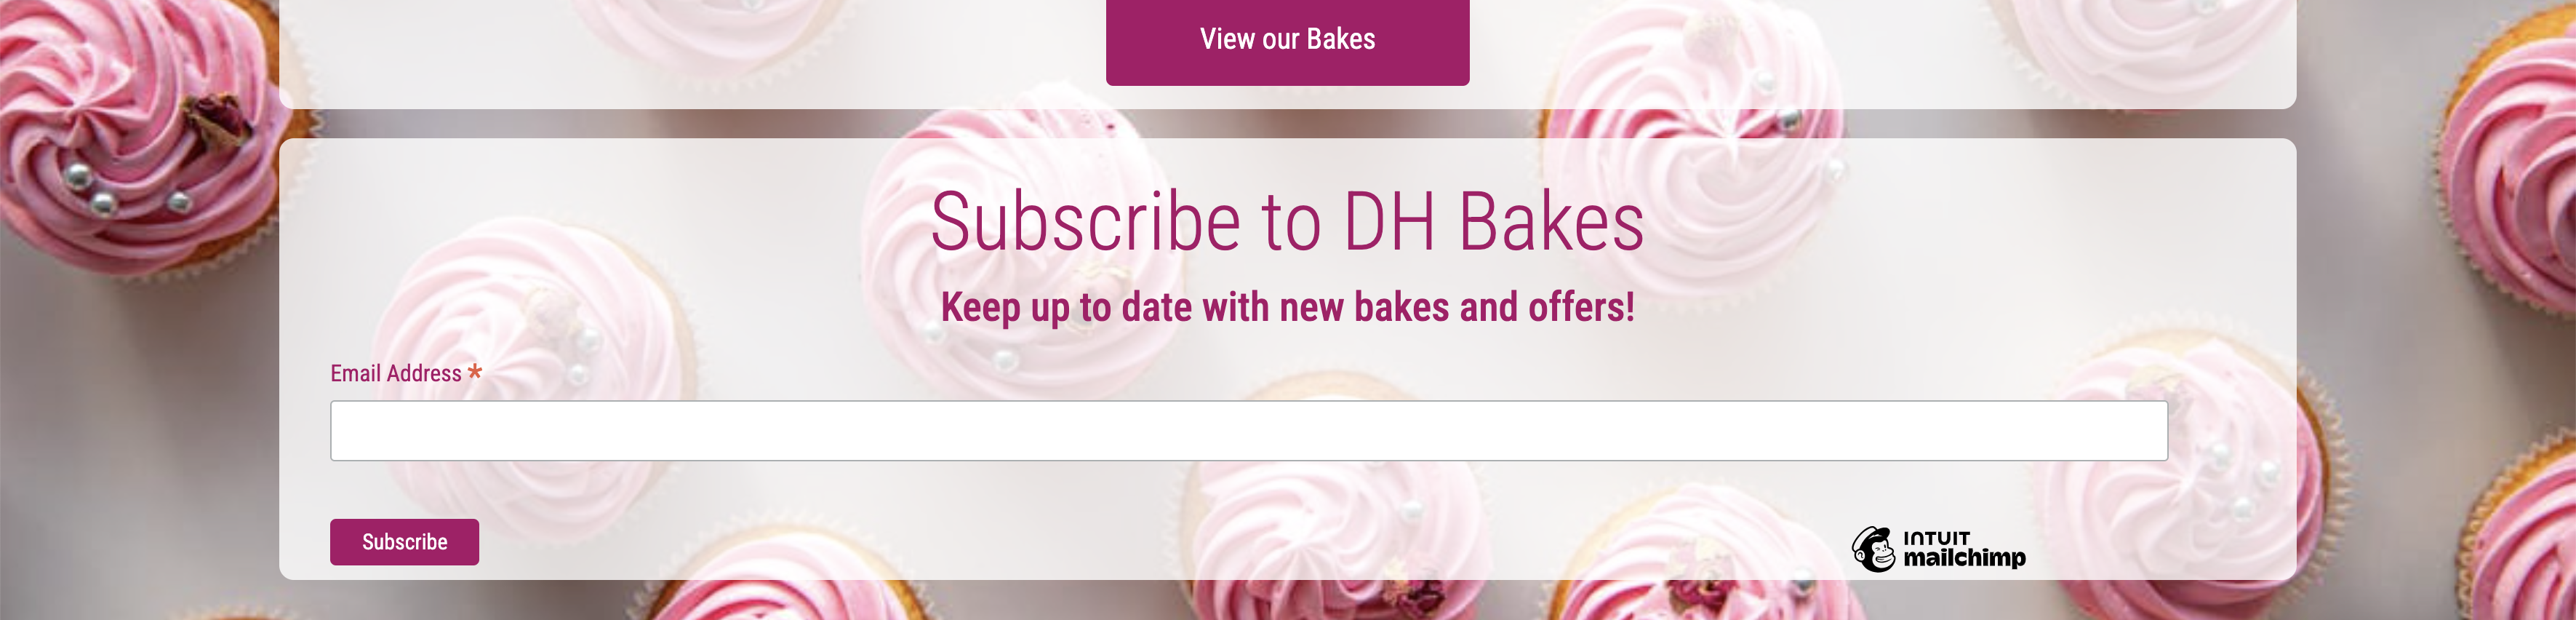 View our Bakes
Subscribe to DH Bakes
Keep up to date with new bakes and offers!
Email Address *
Subscribe
INTUIT
mailchimp